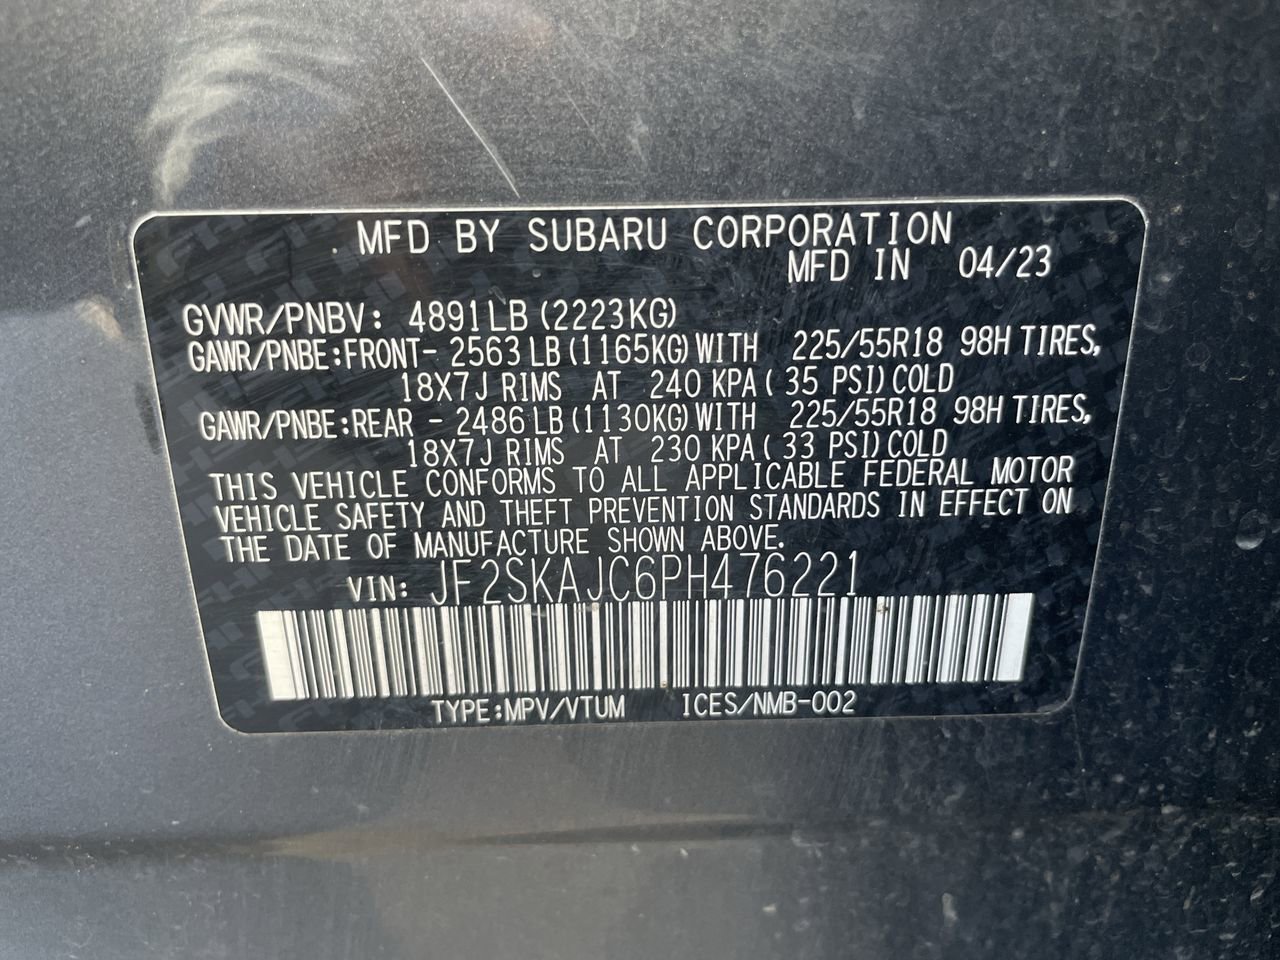 MFD BY SUBARU CORPORATION
MFD IN 04/23
GVWR/PNBV: 4891LB (2223KG)
GAWR/PNBE:FRONT- 2563 LB (1165KG) WITH 225/55R18 98H TIRES,
18X7J RIMS AT 240 KPA ( 35 PSI) COLD
GAWR/PNBE:REAR - 2486 LB (1130KG) WITH 225/55R18 98H TIRES,
18X7J RIMS AT 230 KPA ( 33 PSI) COLD
THIS VEHICLE CONFORMS TO ALL APPLICABLE FEDERAL MOTOR
VEHICLE SAFETY AND THEFT PREVENTION STANDARDS IN EFFECT ON
THE DATE OF MANUFACTURE SHOWN ABOVE.
VIN: JF2SKAJC6PH476221
TYPE:MPV/VTUM ICES/NMB-002